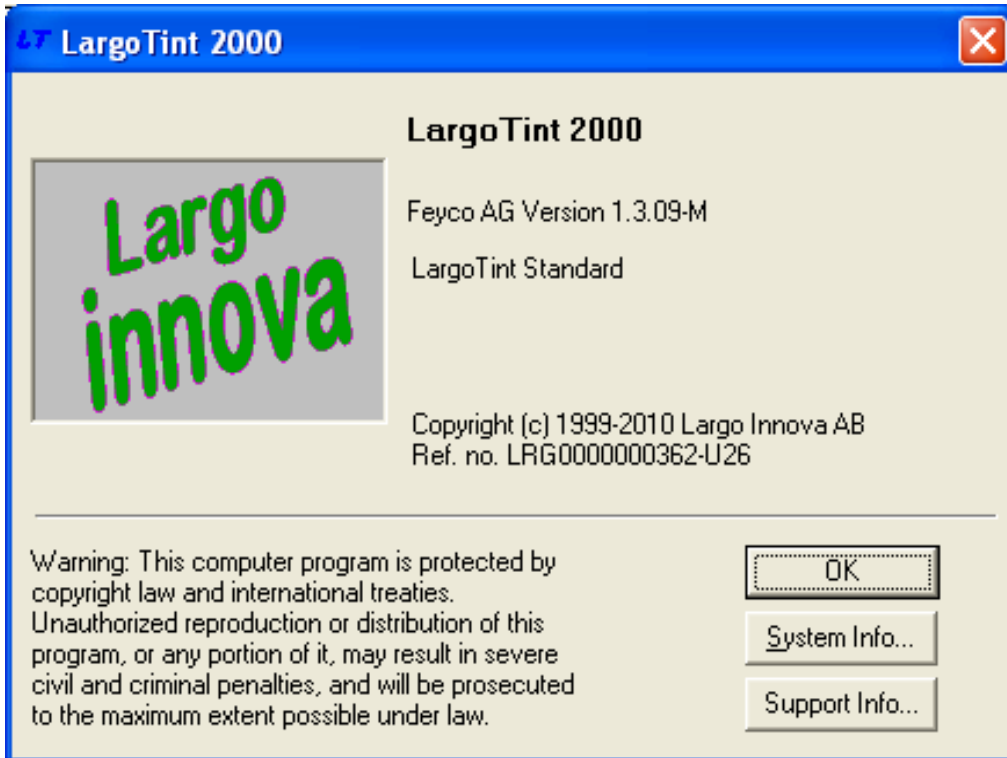 LT LargoTint 2000
LargoTint 2000
Largo
innova
Feyco AG Version 1.3.09-M
LargoTint Standard
Copyright (c) 1999-2010 Largo Innova AB
Ref. no. LRG0000000362-U26
Warning: This computer program is protected by
copyright law and international treaties.
Unauthorized reproduction or distribution of this
program, or any portion of it, may result in severe
civil and criminal penalties, and will be prosecuted
to the maximum extent possible under law.
OK
System Info...
Support Info...